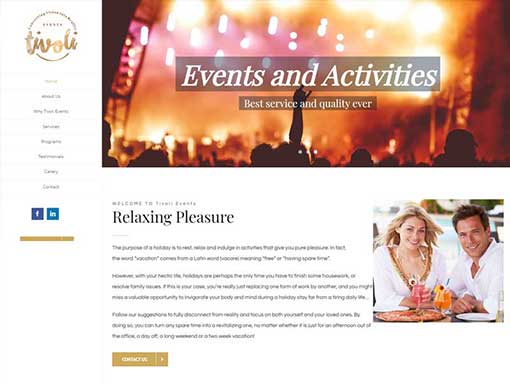 EVENTS
tivoli
Home
About Us
Why Tivoli Events
Services
Programs
Testimonials
Gallery
Contact
f
in
Events and Activities
Best service and quality ever
WELCOME TO Tivoli Events
Relaxing Pleasure
The purpose of a holiday is to rest, relax and indulge in activities that give you pure pleasure. In fact,
the word "vacation" comes from a Latin word (vacare) meaning "free" or "having spare time".
However, with your hectic life, holidays are perhaps the only time you have to finish some housework, or
resolve family issues. If this is your case, you're really just replacing one form of work by another, and you might
miss a valuable opportunity to invigorate your body and mind during a holiday stay far from a tiring daily life...
Follow our suggestions to fully disconnect from reality and focus on both yourself and your loved ones. By
doing so, you can turn any spare time into a revitalizing one, no matter whether it is just for an afternoon out of
the office, a day off, a long weekend or a two week vacation!
CONTACT US